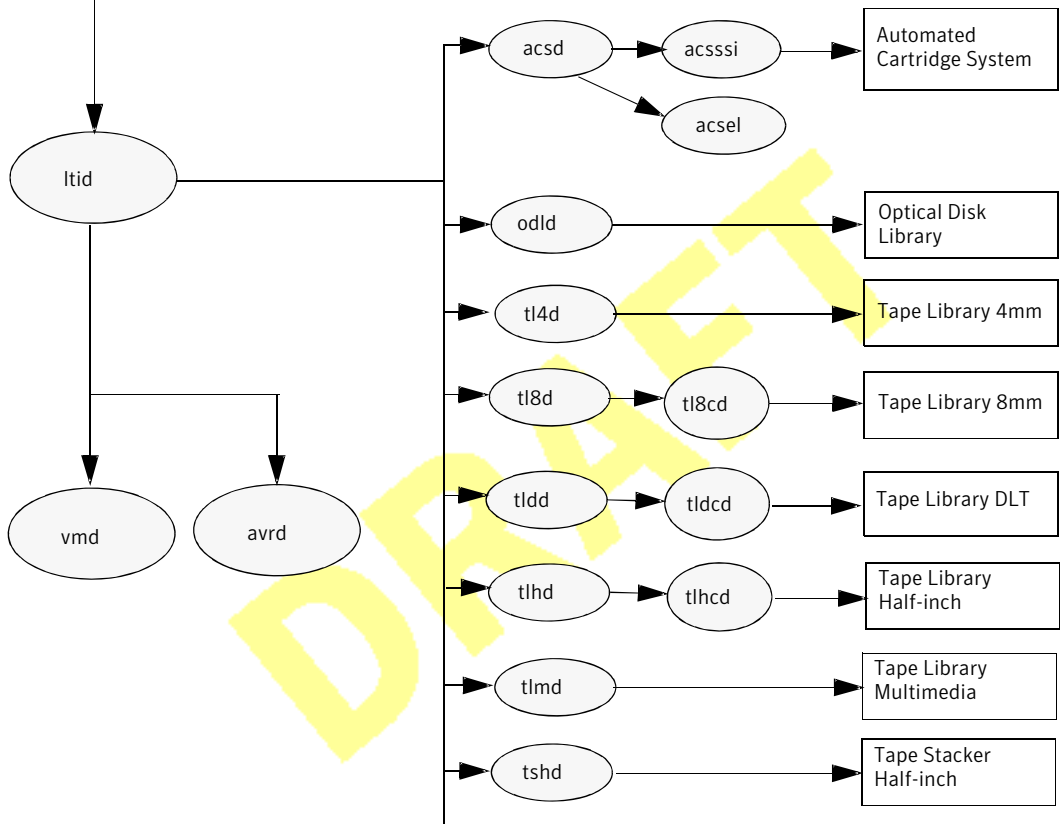 acsd
acsssi
Automated
Cartridge System
acsel
ltid
odld
Optical Disk
Library
tl4d
Tape Library 4mm
tl8d
tl8cd
Tape Library 8mm
tldd
tldcd
Tape Library DLT
vmd
avrd
tlhd
tlhcd
Tape Library
Half-inch
tlmd
Tape Library
Multimedia
tshd
Tape Stacker
Half-inch
DRAFT